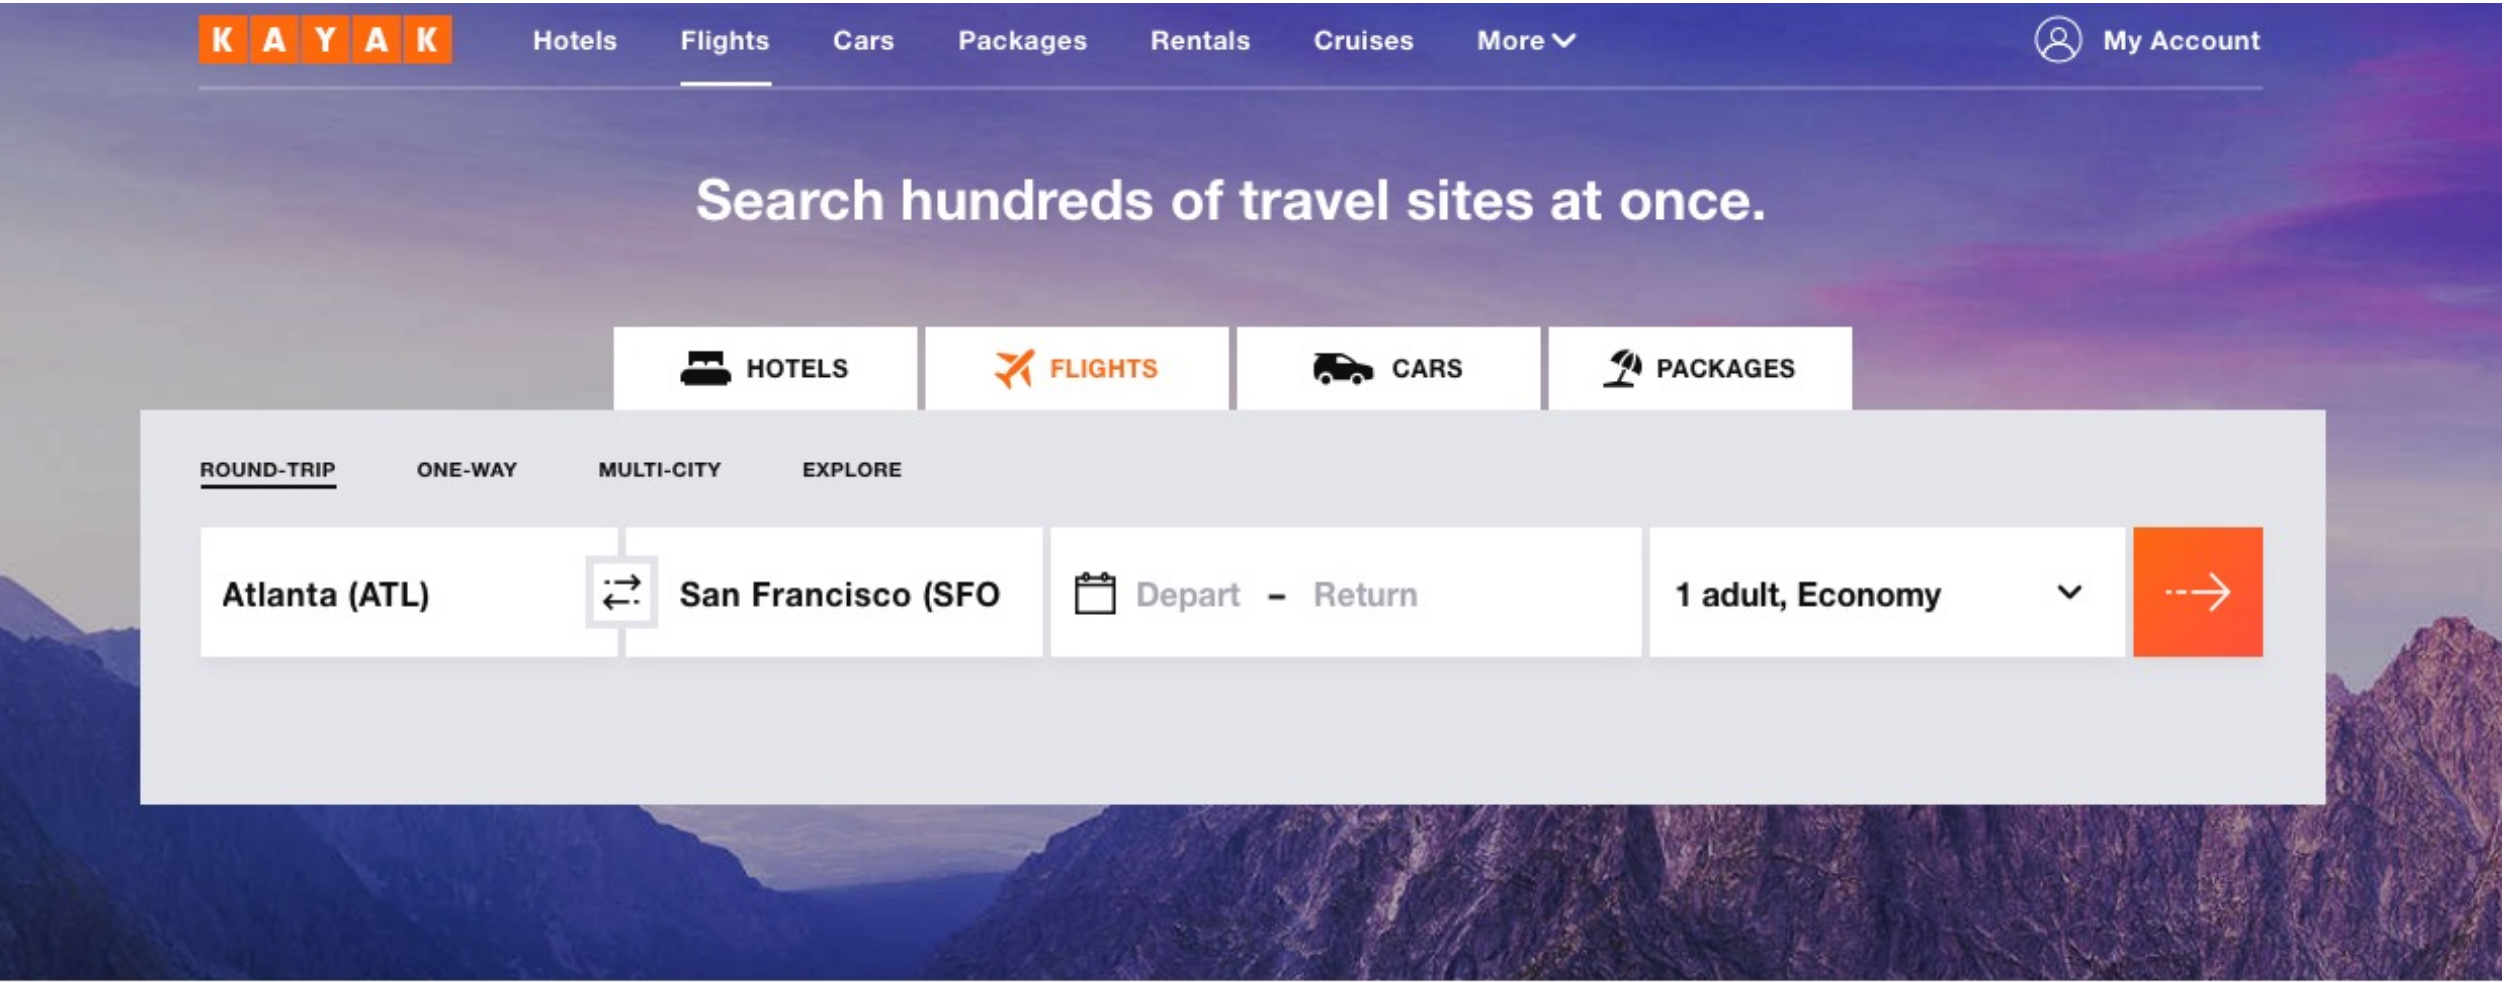 KAYAK Hotels Flights Cars Packages Rentals Cruises More My Account
Search hundreds of travel sites at once.
HOTELS FLIGHTS CARS PACKAGES
ROUND-TRIP ONE-WAY MULTI-CITY EXPLORE
Atlanta (ATL) San Francisco (SFO Depart – Return 1 adult, Economy